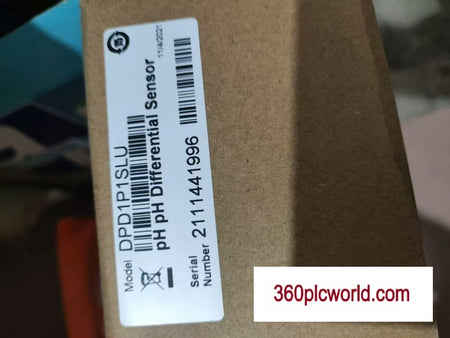 Model DPD1P1SLU
11/4/2021
pH pH Differential Sensor
Serial
Number 2111441996
360plcworld.com